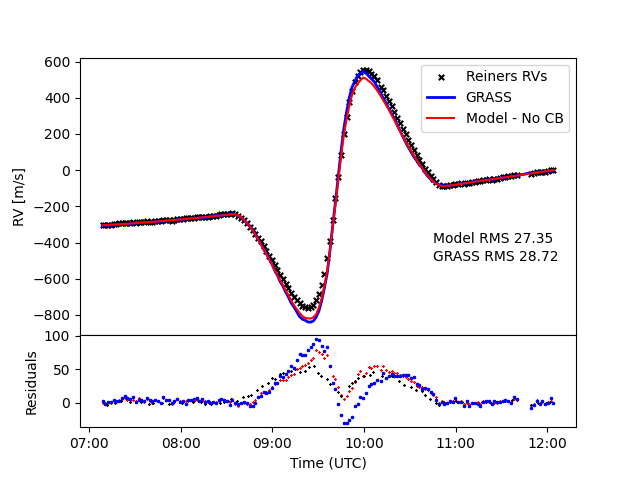 600
400
200
0
−200
−400
−600
−800
RV [m/s]
Reiners RVs
GRASS
Model - No CB
Model RMS 27.35
GRASS RMS 28.72
100
50
0
Residuals
07:00 08:00 09:00 10:00 11:00 12:00
Time (UTC)